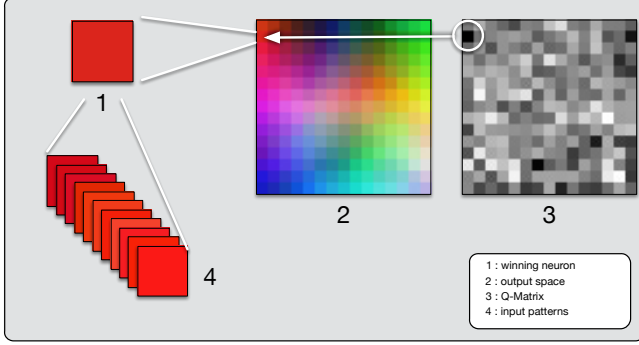 1
2
3
4
1 : winning neuron
2 : output space
3 : Q-Matrix
4 : input patterns